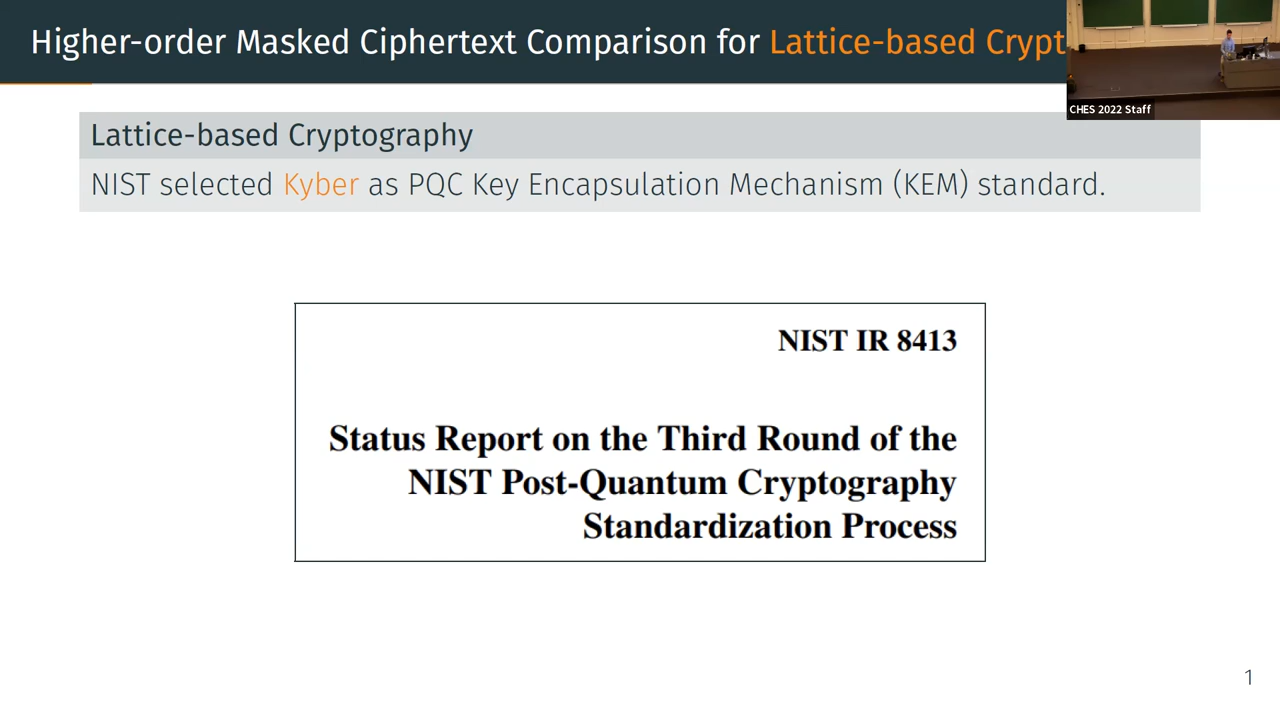 Higher-order Masked Ciphertext Comparison for Lattice-based Crypt
CHES 2022 Staff
Lattice-based Cryptography
NIST selected Kyber as PQC Key Encapsulation Mechanism (KEM) standard.
NIST IR 8413
Status Report on the Third Round of the
NIST Post-Quantum Cryptography
Standardization Process
1